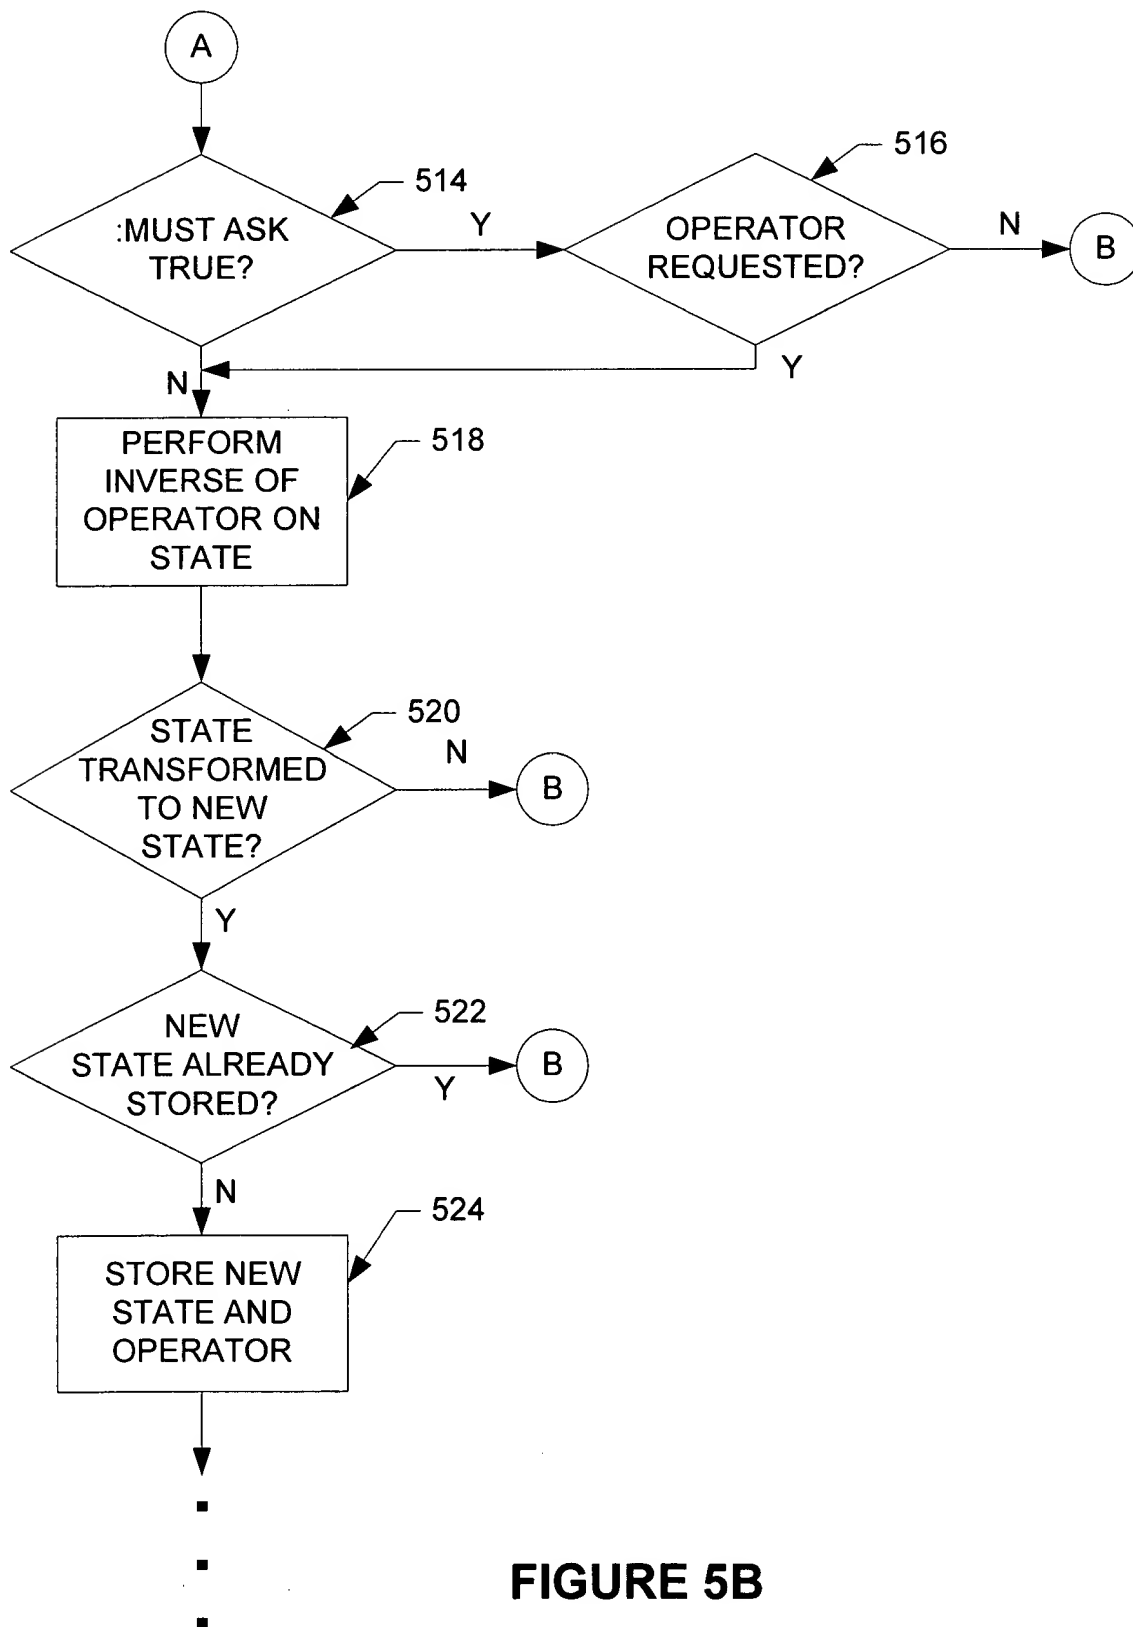 A
514
:MUST ASK
TRUE?
Y
516
OPERATOR
REQUESTED?
N
B
Y
N
PERFORM
INVERSE OF
OPERATOR ON
STATE
518
STATE
TRANSFORMED
TO NEW
STATE?
520
N
B
Y
NEW
STATE ALREADY
STORED?
522
Y
B
N
STORE NEW
STATE AND
OPERATOR
524
FIGURE 5B